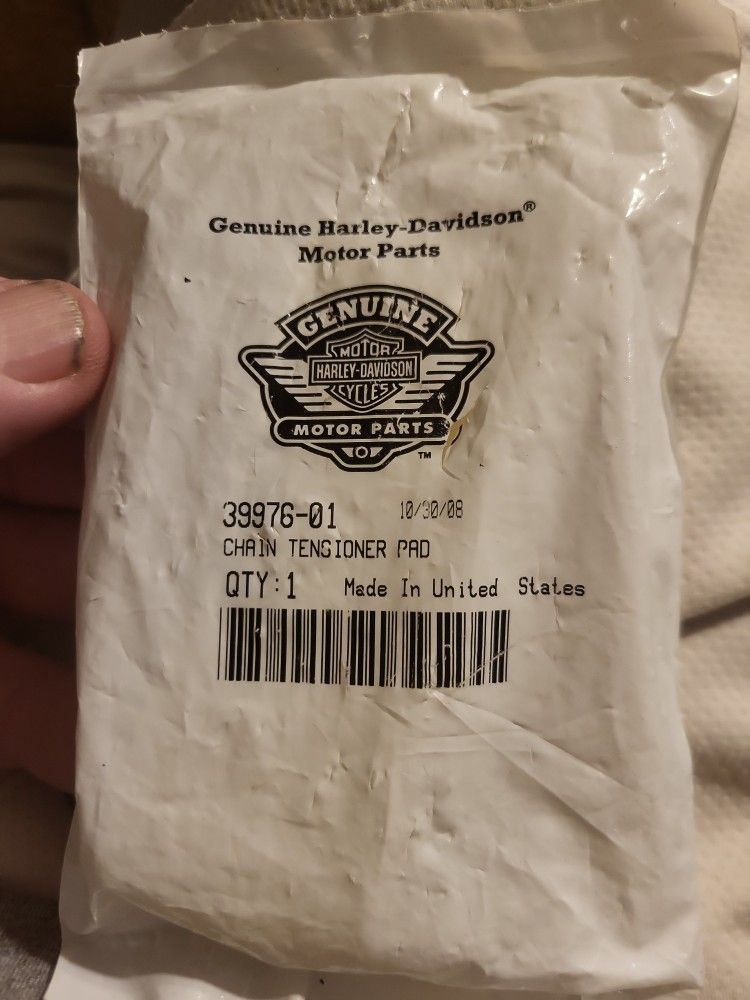 Genuine Harley-Davidson®
Motor Parts
GENUINE
MOTOR
HARLEY-DAVIDSON
CYCLES
MOTOR PARTS
TM
39976-01 10/30/08
CHAIN TENSIONER PAD
QTY:1 Made In United States